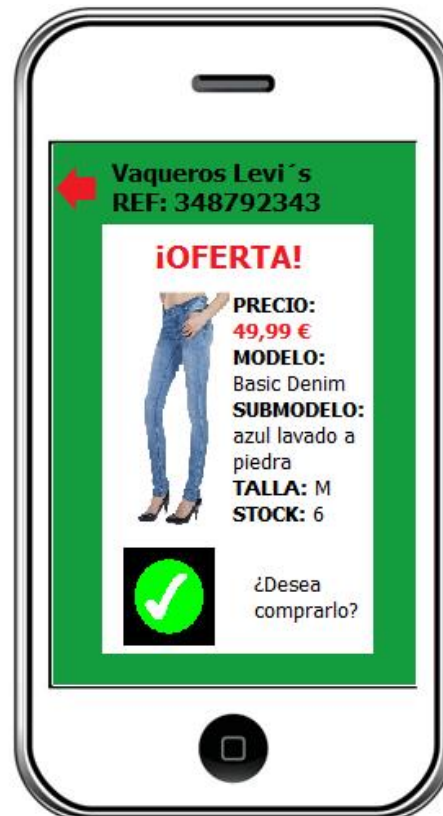 Vaqueros Levi´s
REF: 348792343
¡OFERTA!
PRECIO:
49,99 €
MODELO:
Basic Denim
SUBMODELO:
azul lavado a
piedra
TALLA: M
STOCK: 6
¿Desea
comprarlo?